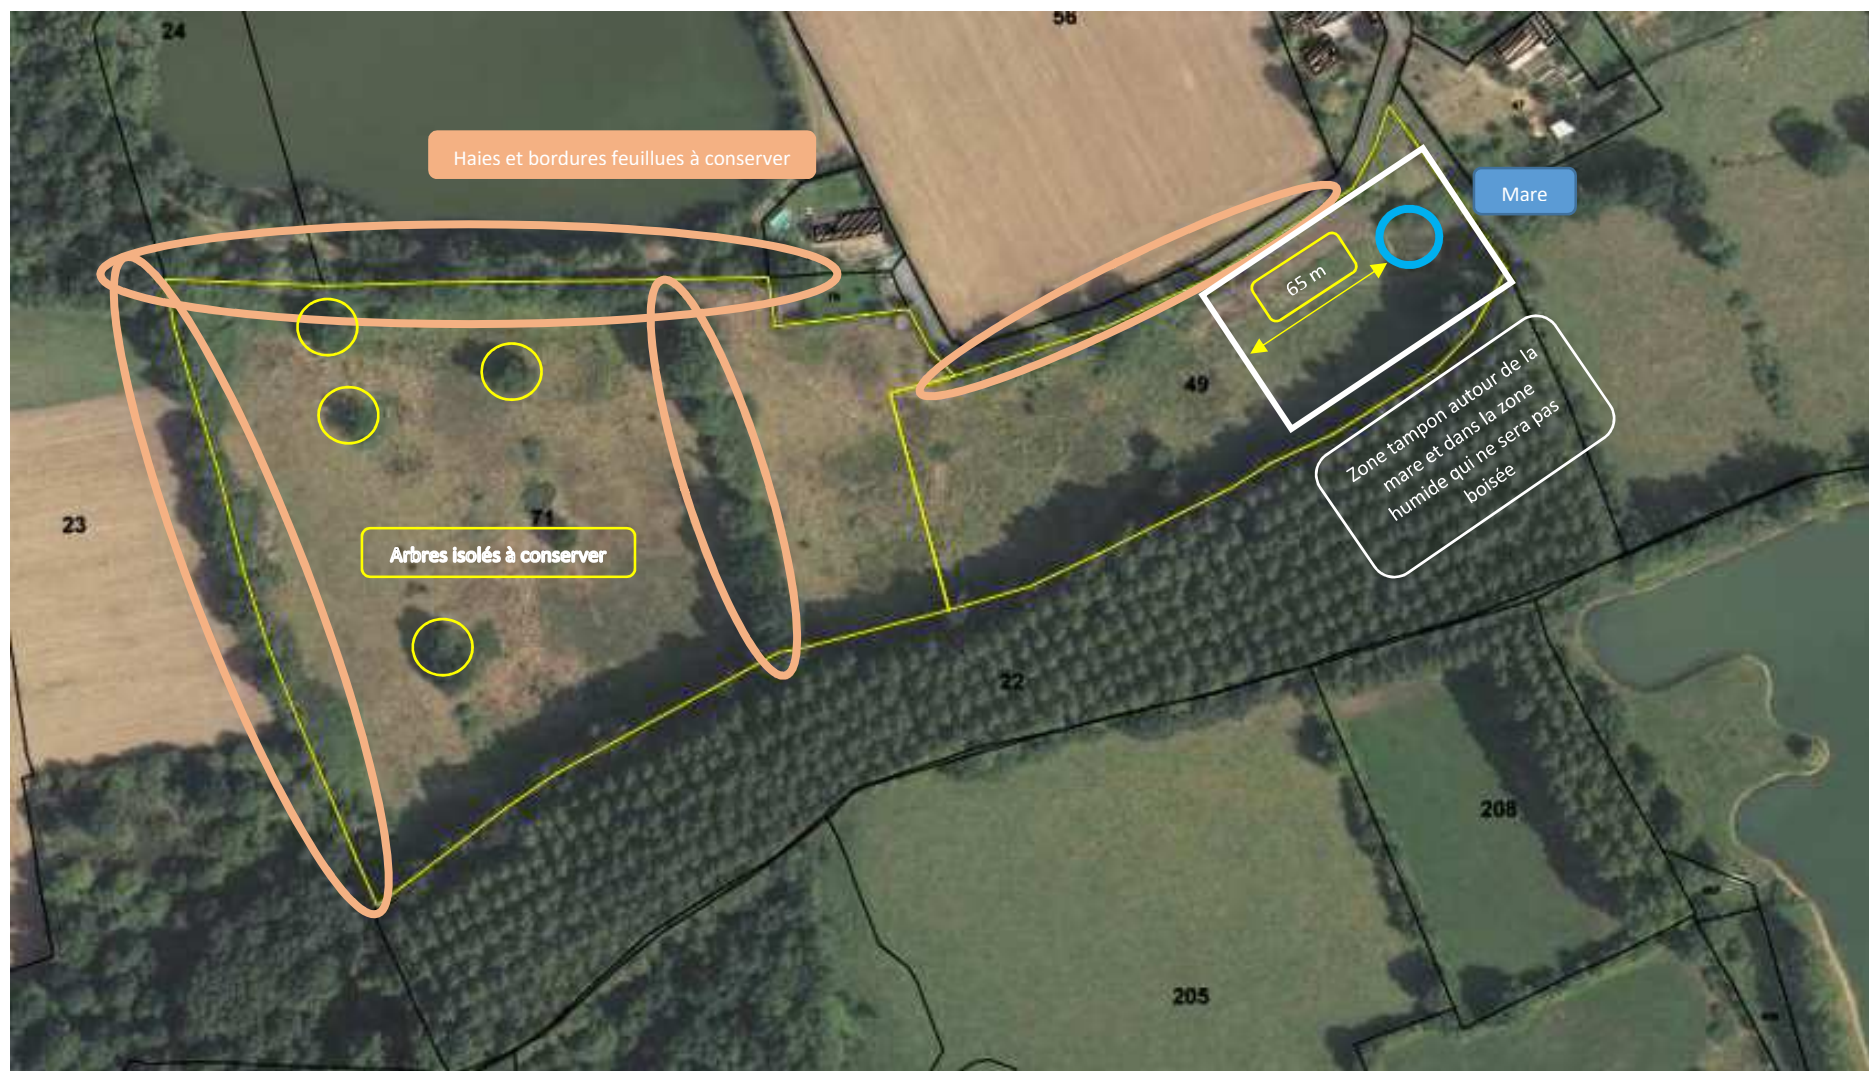 24
56
Haies et bordures feuillues à conserver
Mare
65 m
49
Zone tampon autour de la
mare et dans la zone
humide qui ne sera pas
boisée
23
71
Arbres isolés à conserver
22
208
205